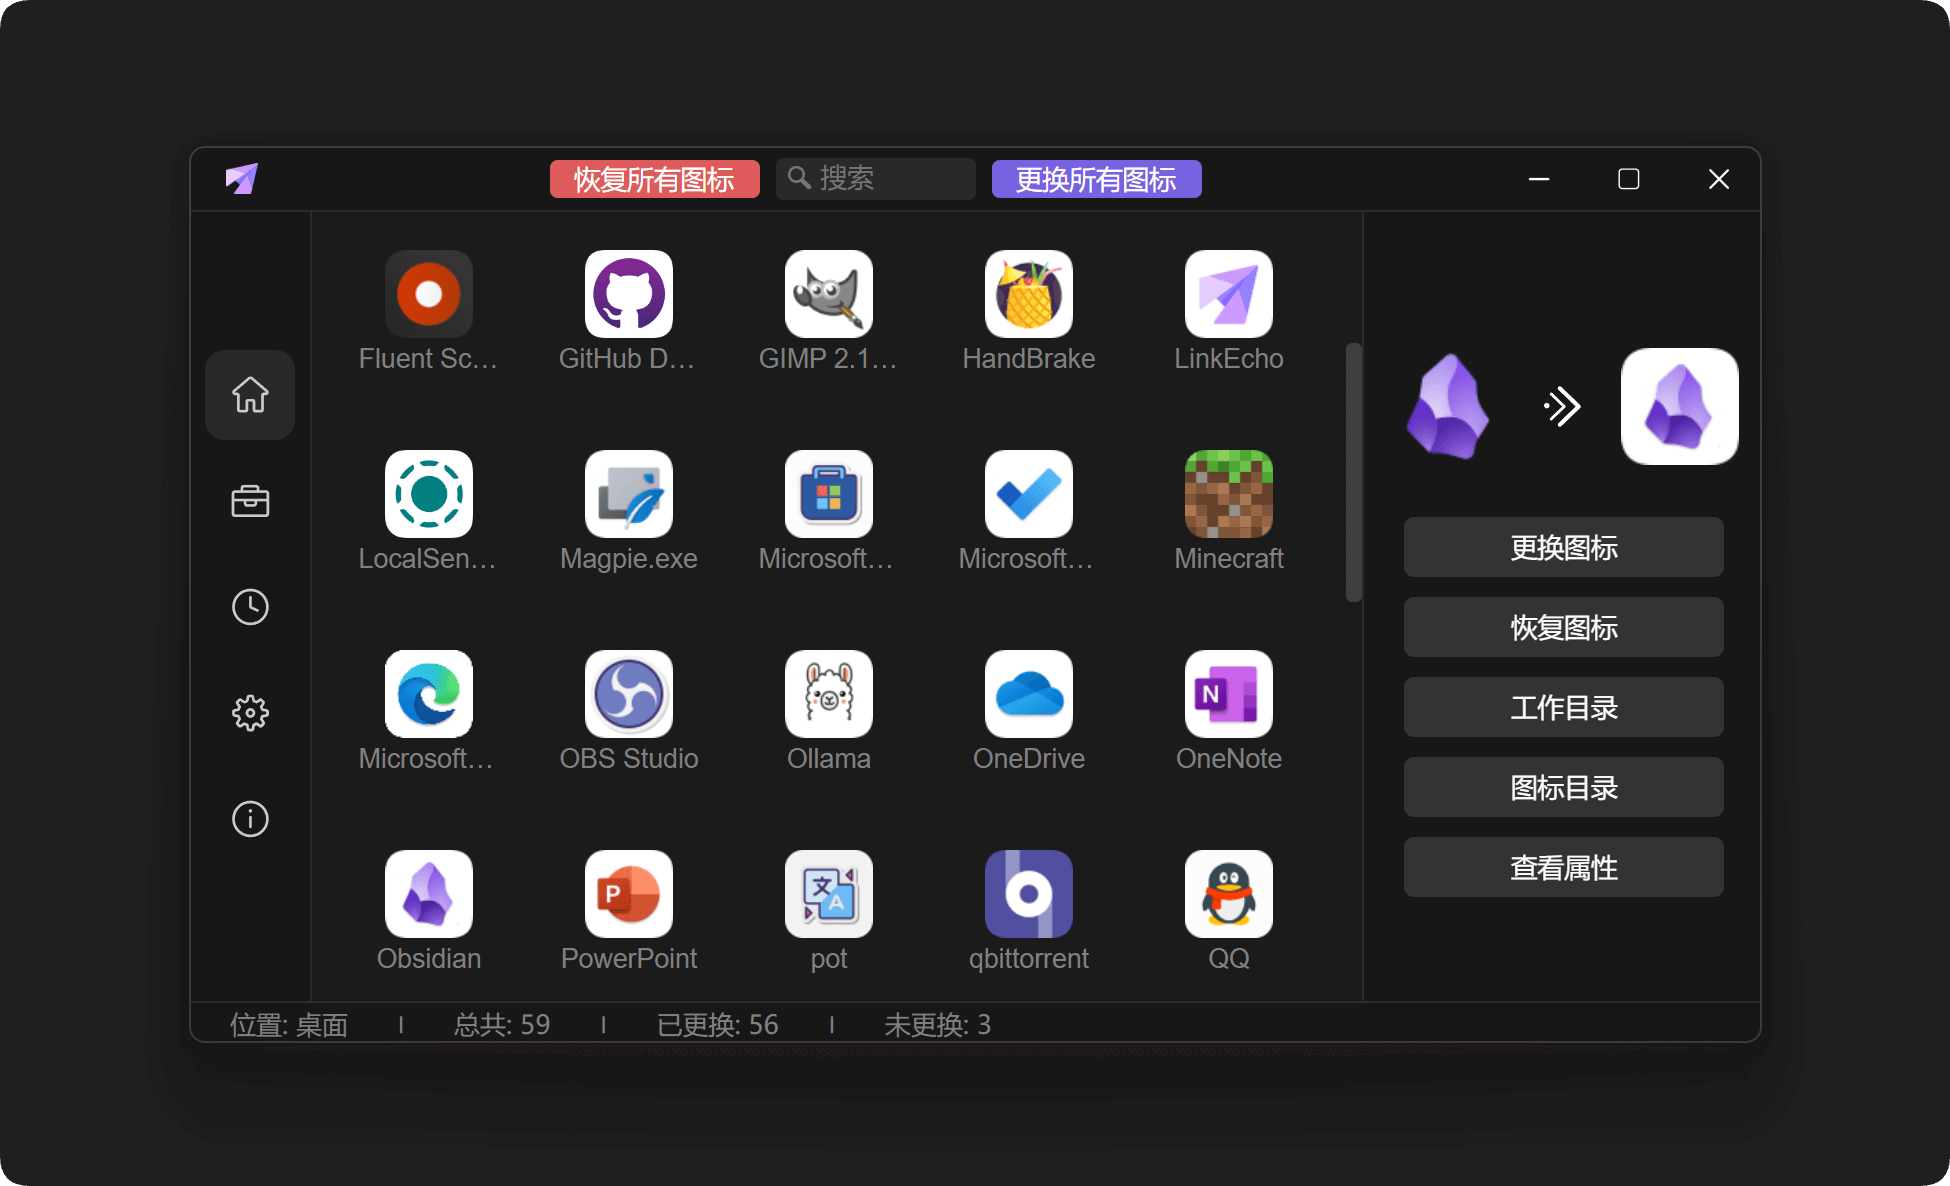 恢复所有图标
搜索
更换所有图标
Fluent Sc...
GitHub D...
GIMP 2.1...
HandBrake
LinkEcho
LocalSen...
Magpie.exe
Microsoft...
Microsoft...
Minecraft
Microsoft...
OBS Studio
Ollama
OneDrive
N
OneNote
Obsidian
P
PowerPoint
文
A
pot
qbittorrent
QQ
更换图标
恢复图标
工作目录
图标目录
查看属性
位置: 桌面 | 总共: 59 | 已更换: 56 | 未更换: 3